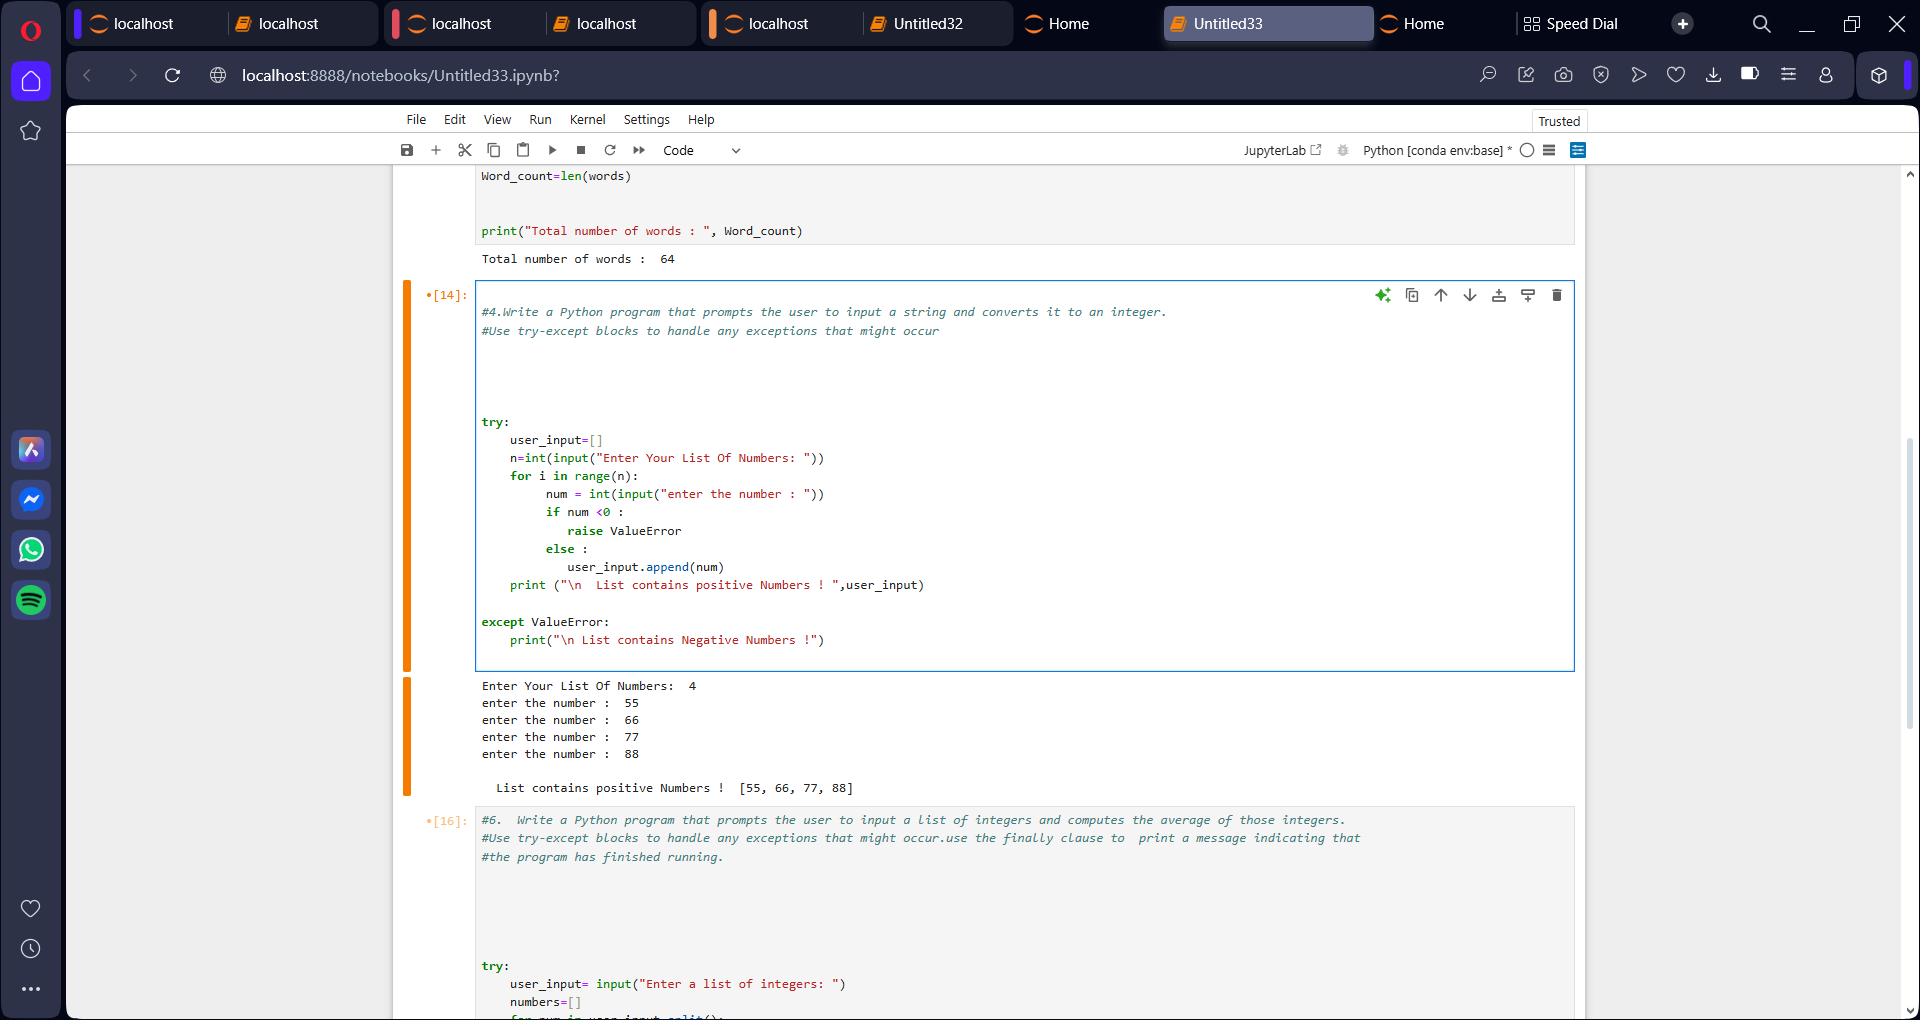 localhost
localhost
localhost
localhost
localhost
Untitled32
Home
Untitled33
Home
Speed Dial
localhost:8888/notebooks/Untitled33.ipynb?
File Edit View Run Kernel Settings Help
Trusted
Code
JupyterLab
Python [conda env:base] *
Word_count=len(words)
print("Total number of words : ", Word_count)
Total number of words :  64
•[14]:
#4.Write a Python program that prompts the user to input a string and converts it to an integer.
#Use try-except blocks to handle any exceptions that might occur
try:
    user_input=[]
    n=int(input("Enter Your List Of Numbers: "))
    for i in range(n):
         num = int(input("enter the number : "))
         if num <0 :
            raise ValueError
         else :
            user_input.append(num)
    print ("\n  List contains positive Numbers ! ",user_input)
except ValueError:
    print("\n List contains Negative Numbers !")
Enter Your List Of Numbers:  4
enter the number :  55
enter the number :  66
enter the number :  77
enter the number :  88
  List contains positive Numbers !  [55, 66, 77, 88]
•[16]:
#6.  Write a Python program that prompts the user to input a list of integers and computes the average of those integers.
#Use try-except blocks to handle any exceptions that might occur.use the finally clause to  print a message indicating that
#the program has finished running.
try:
    user_input= input("Enter a list of integers: ")
    numbers=[]
    for num in user_input.split():